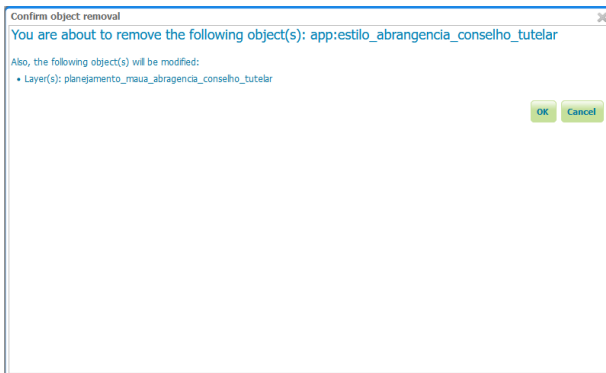 Confirm object removal
You are about to remove the following object(s): app:estilo_abrangencia_conselho_tutelar
Also, the following object(s) will be modified:
• Layer(s): planejamento_maua_abragencia_conselho_tutelar
OK Cancel